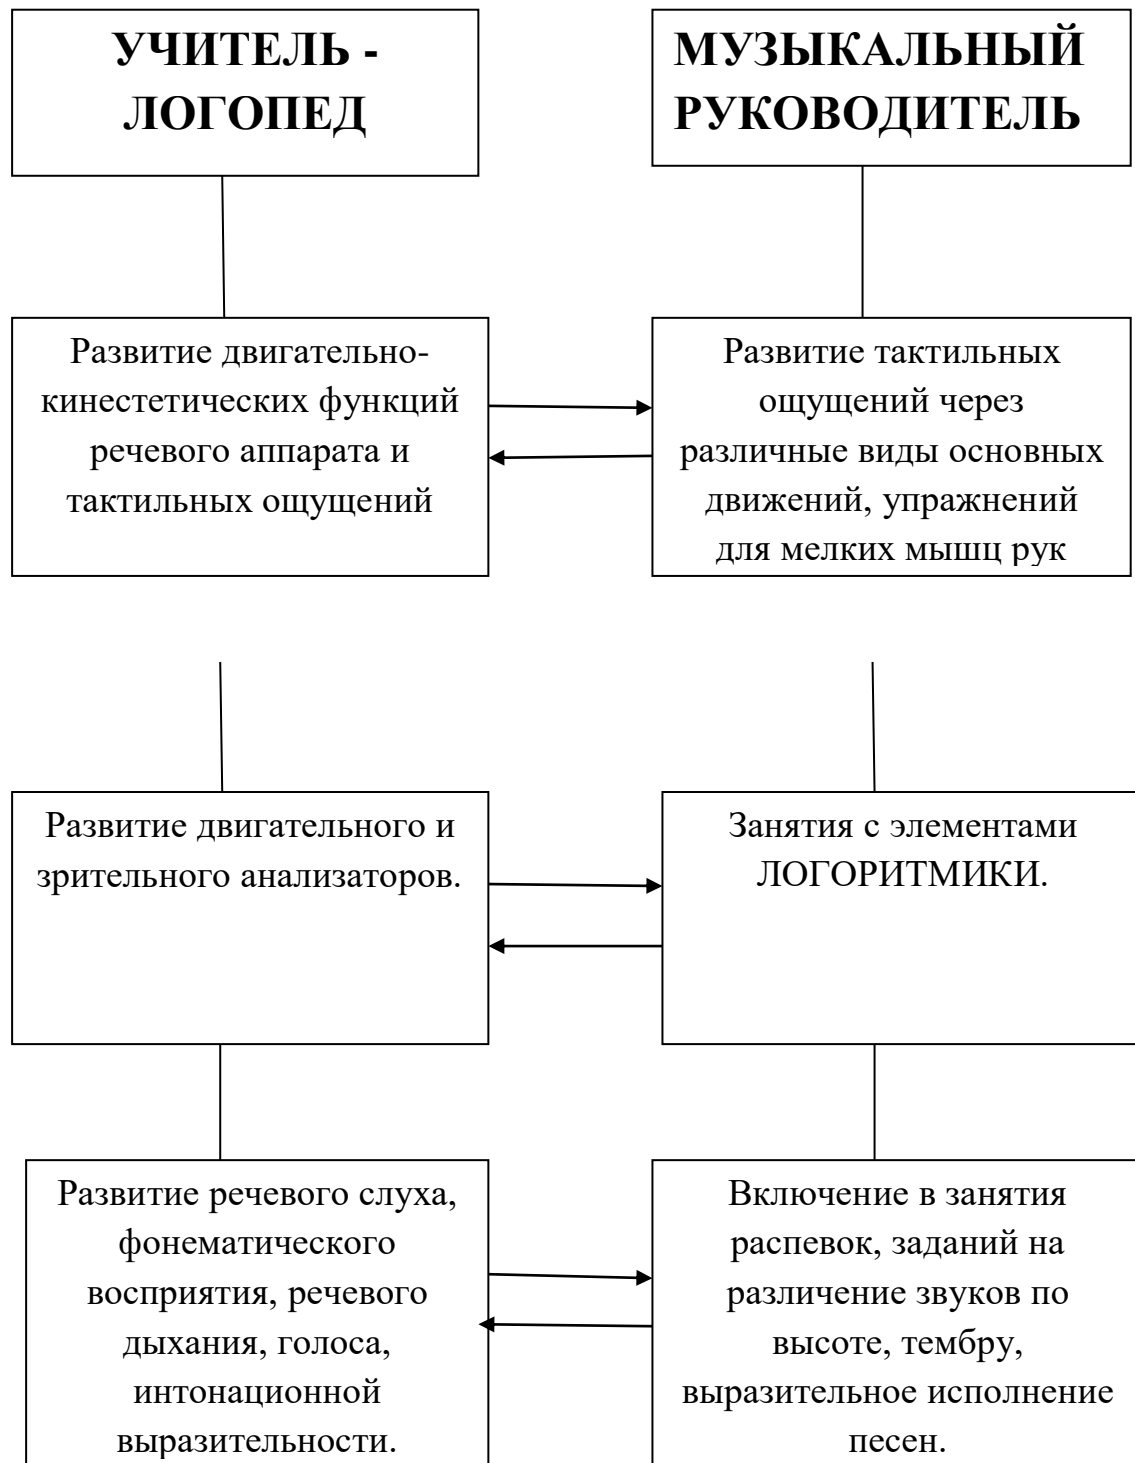 УЧИТЕЛЬ -
ЛОГОПЕД
МУЗЫКАЛЬНЫЙ
РУКОВОДИТЕЛЬ
Развитие двигательно-
кинестетических функций
речевого аппарата и
тактильных ощущений
Развитие тактильных
ощущений через
различные виды основных
движений, упражнений
для мелких мышц рук
Развитие двигательного и
зрительного анализаторов.
Занятия с элементами
ЛОГОРИТМИКИ.
Развитие речевого слуха,
фонематического
восприятия, речевого
дыхания, голоса,
интонационной
выразительности.
Включение в занятия
распевок, заданий на
различение звуков по
высоте, тембру,
выразительное исполнение
песен.